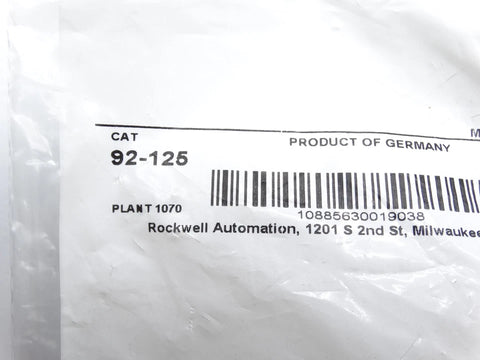 M
CAT
PRODUCT OF GERMANY
92-125
PLANT 1070
10885630019038
Rockwell Automation, 1201 S 2nd St, Milwaukee